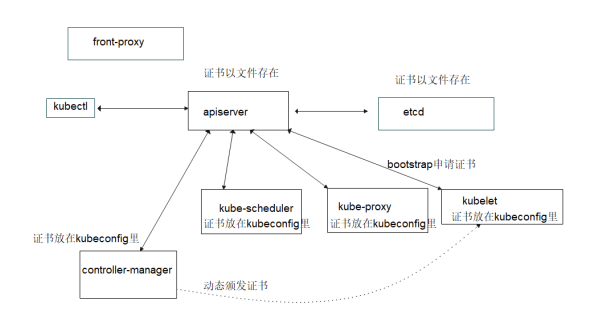 front-proxy
证书以文件存在
证书以文件存在
kubectl
apiserver
etcd
bootstrap申请证书
kube-scheduler
证书放在kubeconfig里
kube-proxy
证书放在kubeconfig里
kubelet
证书放在kubeconfig里
证书放在kubeconfig里
controller-manager
动态颁发证书